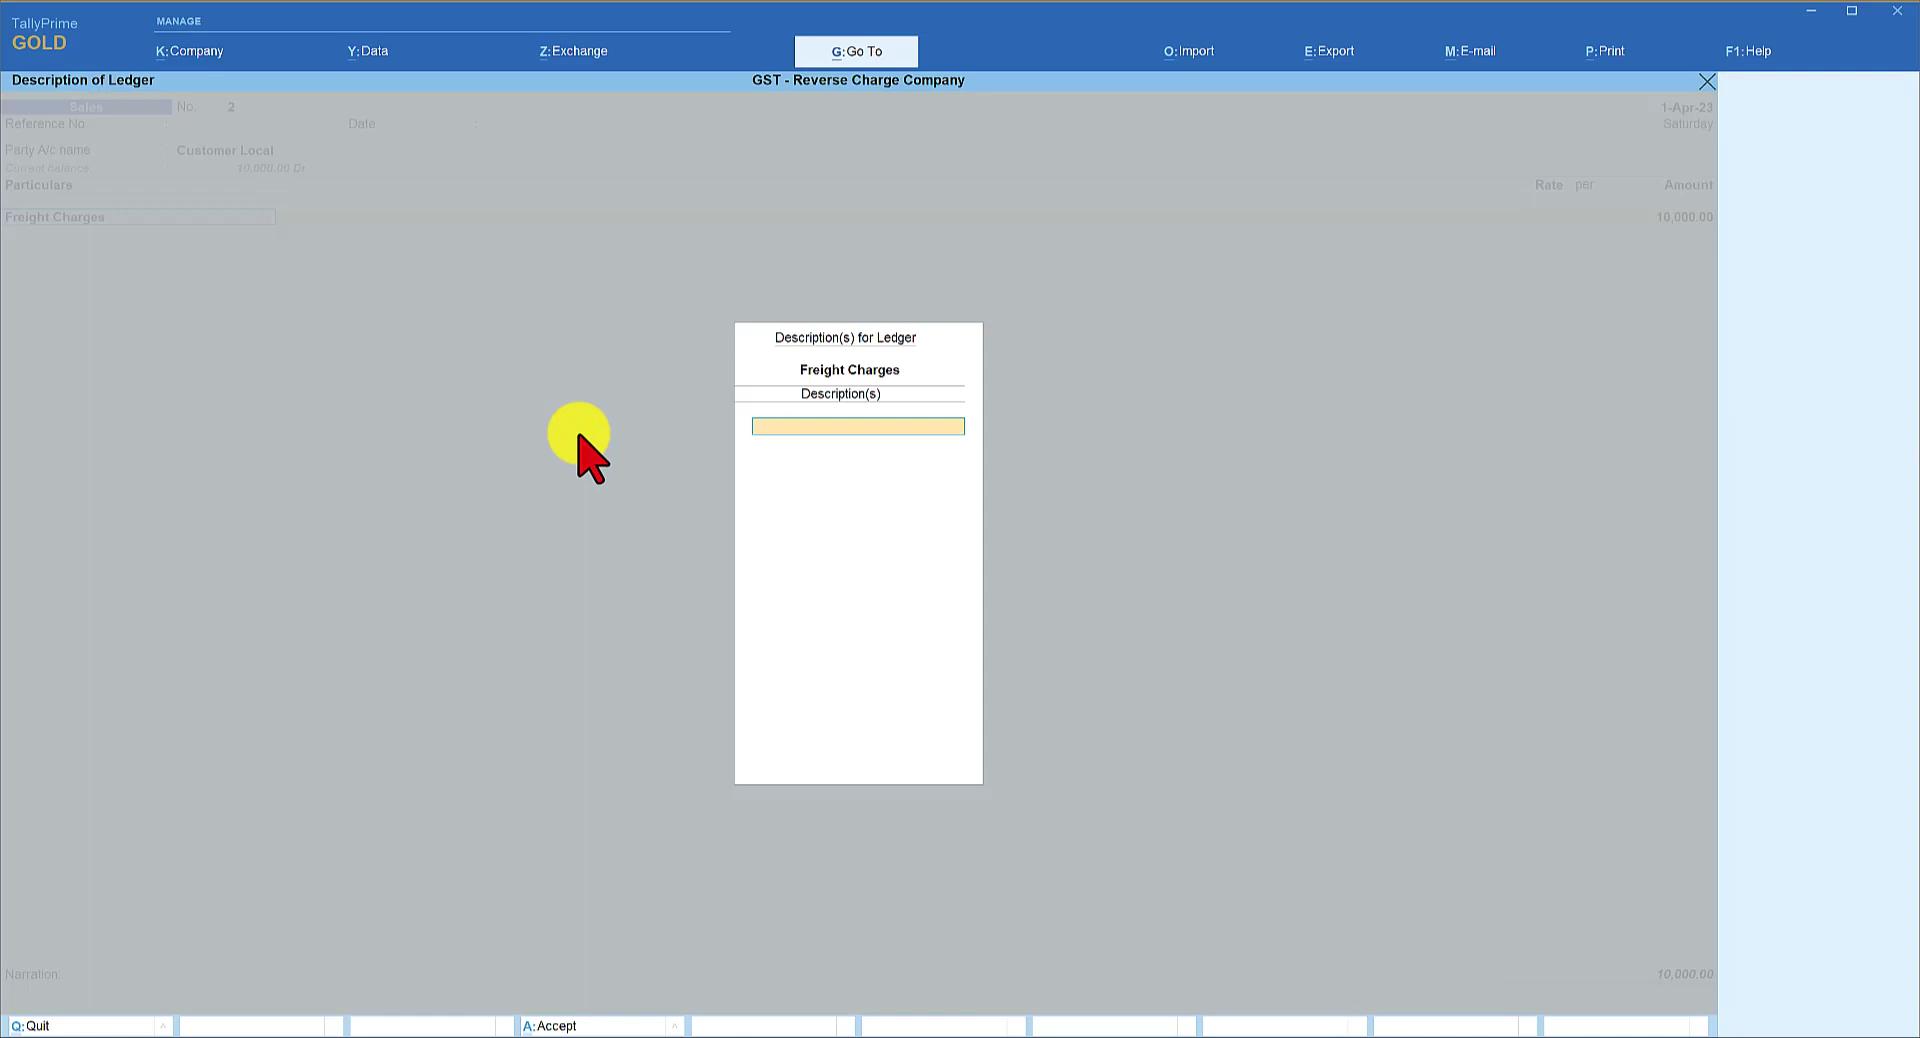 TallyPrime
GOLD
MANAGE
K:Company Y:Data Z:Exchange G:Go To O:Import E:Export M:E-mail P:Print F1:Help
Description of Ledger GST - Reverse Charge Company
Sales No. 2 1-Apr-23
Reference No. : Date : Saturday
Party A/c name : Customer Local
Current balance : 10,000.00 Dr
Particulars Rate per Amount
Freight Charges 10,000.00
Description(s) for Ledger
Freight Charges
Description(s)
Narration: 10,000.00
Q:Quit A:Accept